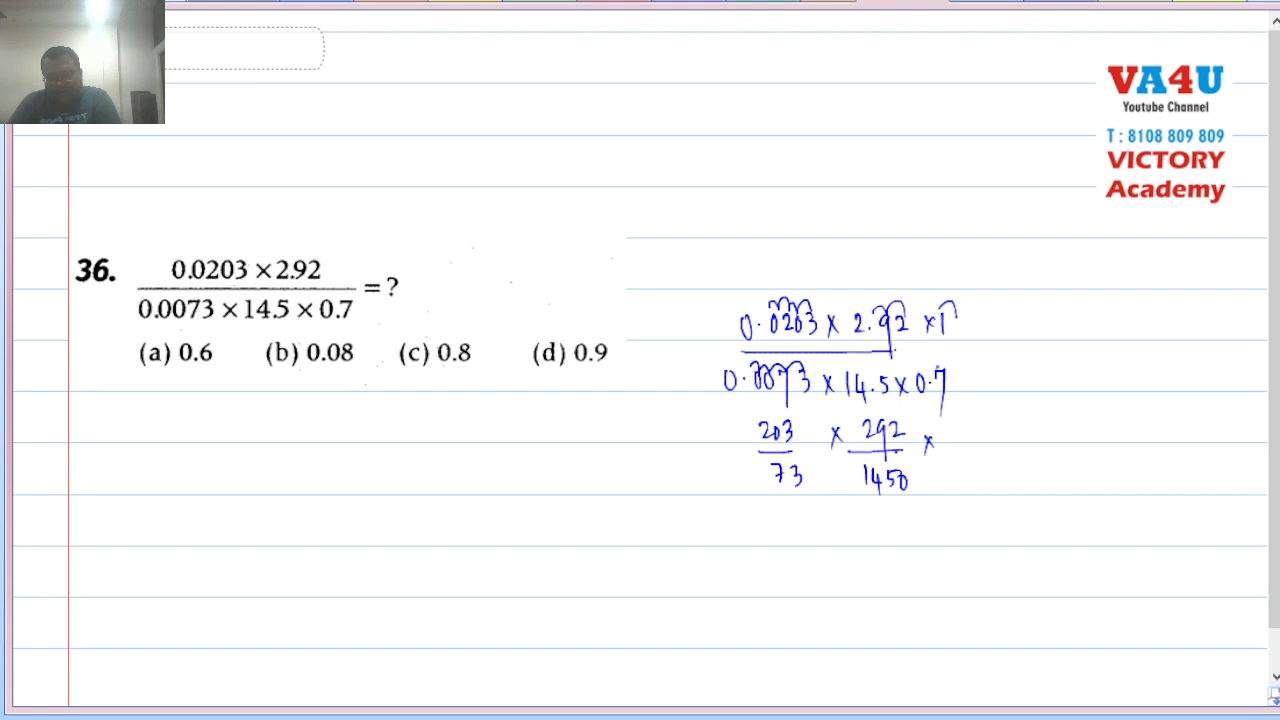 VA4U
Youtube Channel
T : 8108 809 809
VICTORY
Academy
36. 0.0203 × 2.92
0.0073 × 14.5 × 0.7
= ?
(a) 0.6 (b) 0.08 (c) 0.8 (d) 0.9
0.0203 × 2.92 × 1
0.0073 × 14.5 × 0.7
203 × 292 ×
73 1450